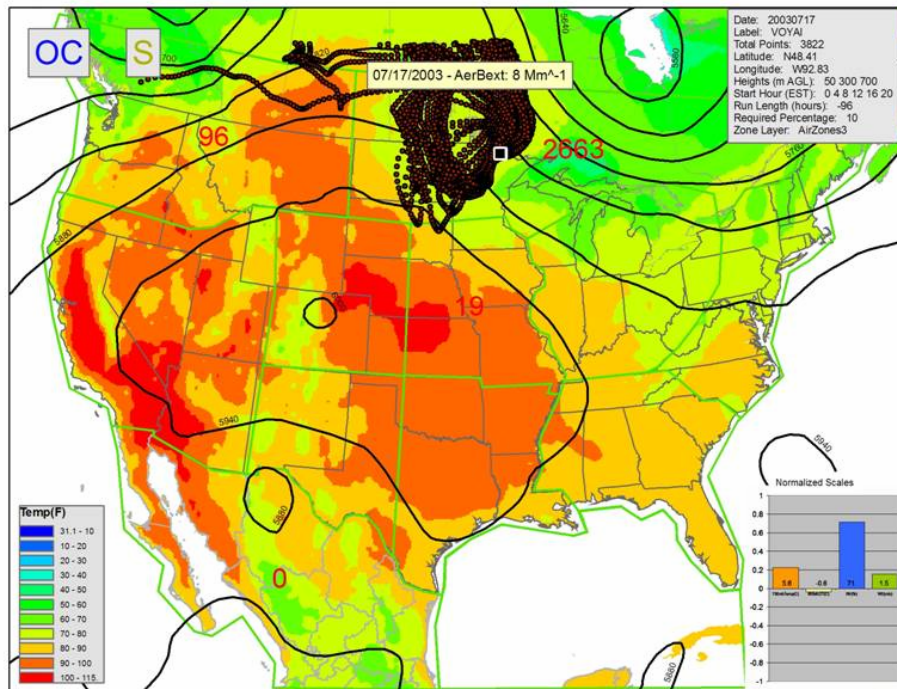 OC
S
Date: 20030717
Label: VOYAI
Total Points: 3822
Latitude: N48.41
Longitude: W92.83
Heights (m AGL): 50 300 700
Start Hour (EST): 0 4 8 12 16 20
Run Length (hours): -96
Required Percentage: 10
Zone Layer: AirZones3
5640
5820
07/17/2003 - AerBext: 8 Mm^-1
96
2663
5760
5880
19
5940
5940
5880
0
5880
Normalized Scales
1
0.8
0.6
0.4
0.2
0
-0.2
-0.4
-0.6
-0.8
-1
5.8
-0.6
71
1.5
Temp(F)
31.1 - 10
10 - 20
20 - 30
30 - 40
40 - 50
50 - 60
60 - 70
70 - 80
80 - 90
90 - 100
100 - 115